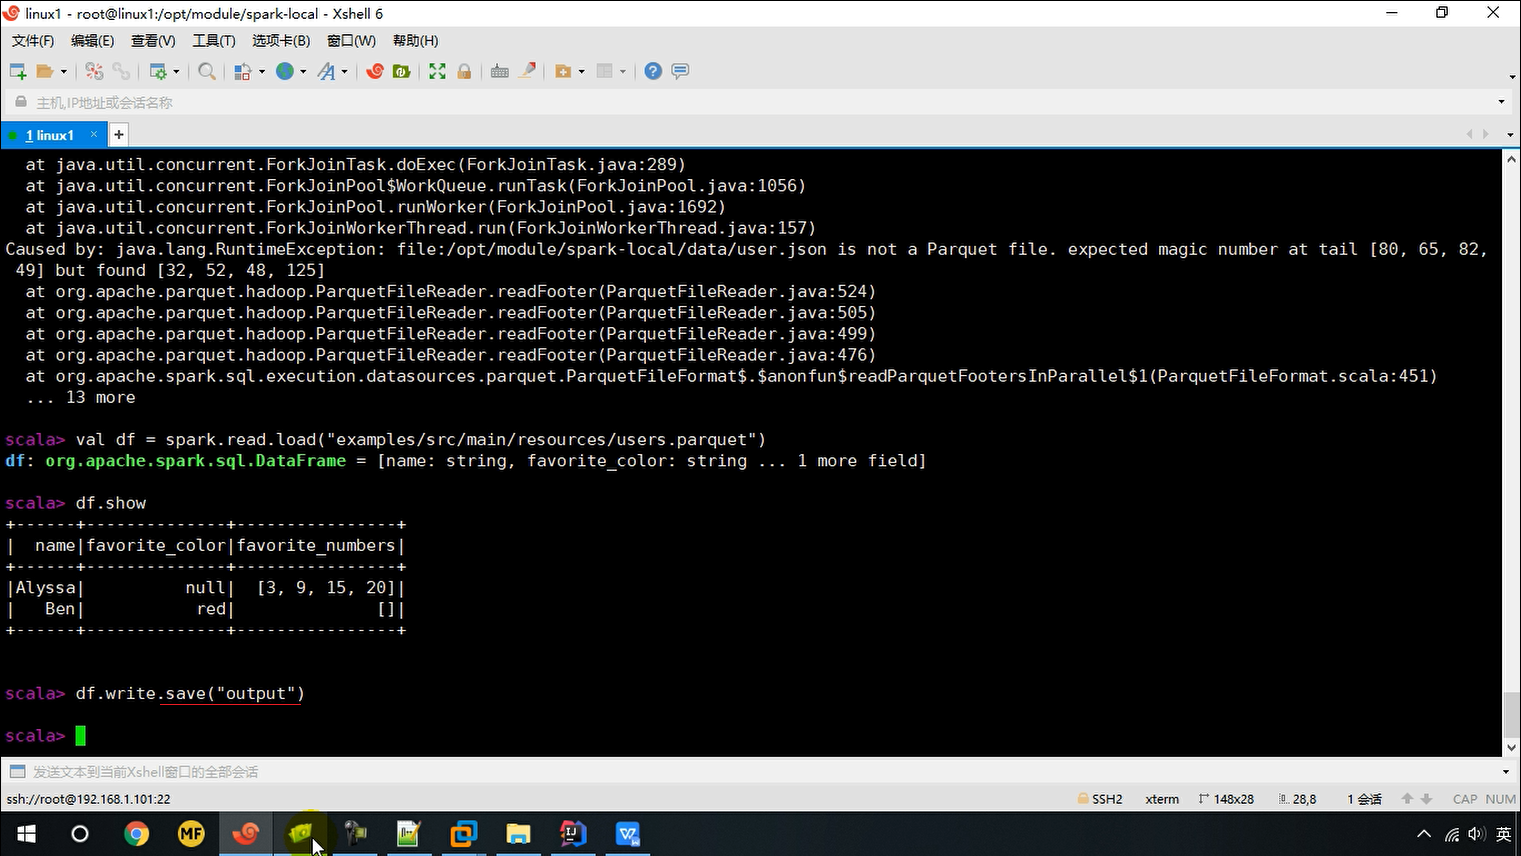 linux1 - root@linux1:/opt/module/spark-local - Xshell 6
文件(F) 编辑(E) 查看(V) 工具(T) 选项卡(B) 窗口(W) 帮助(H)
主机,IP地址或会话名称
1 linux1
at java.util.concurrent.ForkJoinTask.doExec(ForkJoinTask.java:289)
at java.util.concurrent.ForkJoinPool$WorkQueue.runTask(ForkJoinPool.java:1056)
at java.util.concurrent.ForkJoinPool.runWorker(ForkJoinPool.java:1692)
at java.util.concurrent.ForkJoinWorkerThread.run(ForkJoinWorkerThread.java:157)
Caused by: java.lang.RuntimeException: file:/opt/module/spark-local/data/user.json is not a Parquet file. expected magic number at tail [80, 65, 82,
49] but found [32, 52, 48, 125]
at org.apache.parquet.hadoop.ParquetFileReader.readFooter(ParquetFileReader.java:524)
at org.apache.parquet.hadoop.ParquetFileReader.readFooter(ParquetFileReader.java:505)
at org.apache.parquet.hadoop.ParquetFileReader.readFooter(ParquetFileReader.java:499)
at org.apache.parquet.hadoop.ParquetFileReader.readFooter(ParquetFileReader.java:476)
at org.apache.spark.sql.execution.datasources.parquet.ParquetFileFormat$.$anonfun$readParquetFootersInParallel$1(ParquetFileFormat.scala:451)
... 13 more
scala> val df = spark.read.load("examples/src/main/resources/users.parquet")
df: org.apache.spark.sql.DataFrame = [name: string, favorite_color: string ... 1 more field]
scala> df.show
+------+--------------+----------------+
|  name|favorite_color|favorite_numbers|
+------+--------------+----------------+
|Alyssa|          null|  [3, 9, 15, 20]|
|   Ben|           red|              []|
+------+--------------+----------------+
scala> df.write.save("output")
scala>
发送文本到当前Xshell窗口的全部会话
ssh://root@192.168.1.101:22 SSH2 xterm 148x28 28,8 1 会话 CAP NUM
MF 英